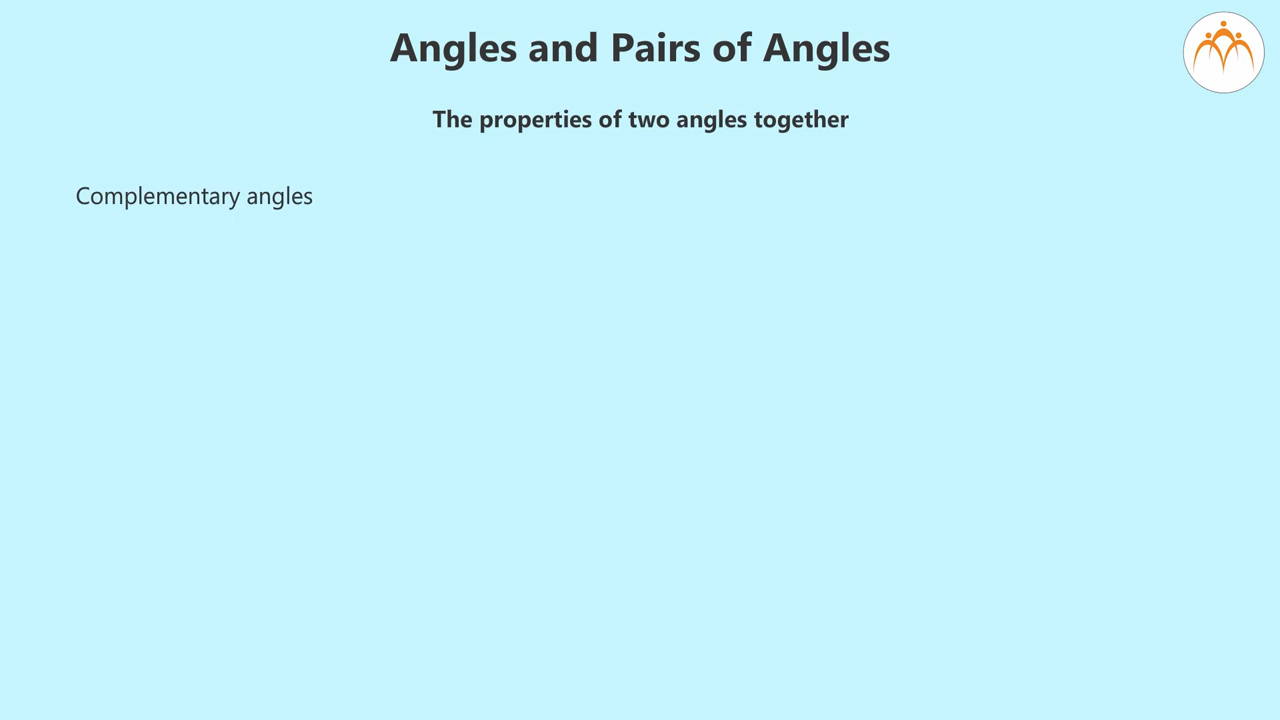 Angles and Pairs of Angles
The properties of two angles together
Complementary angles